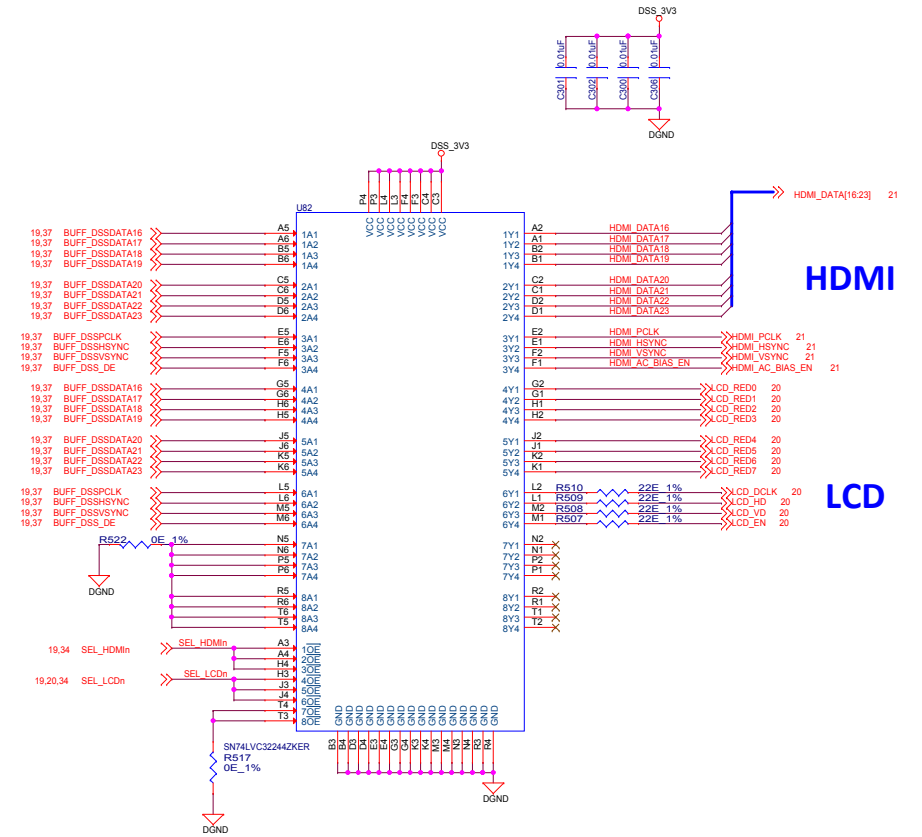 DSS_3V3
0.01uF 0.01uF 0.01uF 0.01uF
C301 C302 C300 C306
DGND
DSS_3V3
P4 P3 L4 L3 F4 F3 C4 C3
U82
VCC VCC VCC VCC VCC VCC VCC VCC
HDMI_DATA[16:23] 21
19,37 BUFF_DSSDATA16 A5 1A1 1Y1 A2 HDMI_DATA16
19,37 BUFF_DSSDATA17 A6 1A2 1Y2 A1 HDMI_DATA17
19,37 BUFF_DSSDATA18 B5 1A3 1Y3 B2 HDMI_DATA18
19,37 BUFF_DSSDATA19 B6 1A4 1Y4 B1 HDMI_DATA19
HDMI
19,37 BUFF_DSSDATA20 C5 2A1 2Y1 C2 HDMI_DATA20
19,37 BUFF_DSSDATA21 C6 2A2 2Y2 C1 HDMI_DATA21
19,37 BUFF_DSSDATA22 D5 2A3 2Y3 D2 HDMI_DATA22
19,37 BUFF_DSSDATA23 D6 2A4 2Y4 D1 HDMI_DATA23
19,37 BUFF_DSSPCLK E5 3A1 3Y1 E2 HDMI_PCLK HDMI_PCLK 21
19,37 BUFF_DSSHSYNC E6 3A2 3Y2 E1 HDMI_HSYNC HDMI_HSYNC 21
19,37 BUFF_DSSVSYNC F5 3A3 3Y3 F2 HDMI_VSYNC HDMI_VSYNC 21
19,37 BUFF_DSS_DE F6 3A4 3Y4 F1 HDMI_AC_BIAS_EN HDMI_AC_BIAS_EN 21
19,37 BUFF_DSSDATA16 G5 4A1 4Y1 G2 LCD_RED0 20
19,37 BUFF_DSSDATA17 G6 4A2 4Y2 G1 LCD_RED1 20
19,37 BUFF_DSSDATA18 H6 4A3 4Y3 H1 LCD_RED2 20
19,37 BUFF_DSSDATA19 H5 4A4 4Y4 H2 LCD_RED3 20
19,37 BUFF_DSSDATA20 J5 5A1 5Y1 J2 LCD_RED4 20
19,37 BUFF_DSSDATA21 J6 5A2 5Y2 J1 LCD_RED5 20
19,37 BUFF_DSSDATA22 K5 5A3 5Y3 K2 LCD_RED6 20
19,37 BUFF_DSSDATA23 K6 5A4 5Y4 K1 LCD_RED7 20
LCD
19,37 BUFF_DSSPCLK L5 6A1 6Y1 L2 R510 22E_1% LCD_DCLK 20
19,37 BUFF_DSSHSYNC L6 6A2 6Y2 L1 R509 22E_1% LCD_HD 20
19,37 BUFF_DSSVSYNC M5 6A3 6Y3 M2 R508 22E_1% LCD_VD 20
19,37 BUFF_DSS_DE M6 6A4 6Y4 M1 R507 22E_1% LCD_EN 20
R522 0E_1% N5 7A1 7Y1 N2
N6 7A2 7Y2 N1
P5 7A3 7Y3 P2
P6 7A4 7Y4 P1
DGND
R5 8A1 8Y1 R2
R6 8A2 8Y2 R1
T6 8A3 8Y3 T1
T5 8A4 8Y4 T2
19,34 SEL_HDMIn SEL_HDMIn A3 1OE
A4 2OE
H4 3OE
19,20,34 SEL_LCDn SEL_LCDn H3 4OE
J3 5OE
J4 6OE
T4 7OE
T3 8OE
GND GND GND GND GND GND GND GND GND GND GND GND GND GND GND GND
B3 B4 D3 D4 E3 E4 G3 G4 K3 K4 M3 M4 N3 N4 R3 R4
SN74LVC32244ZKER
R517
0E_1%
DGND
DGND